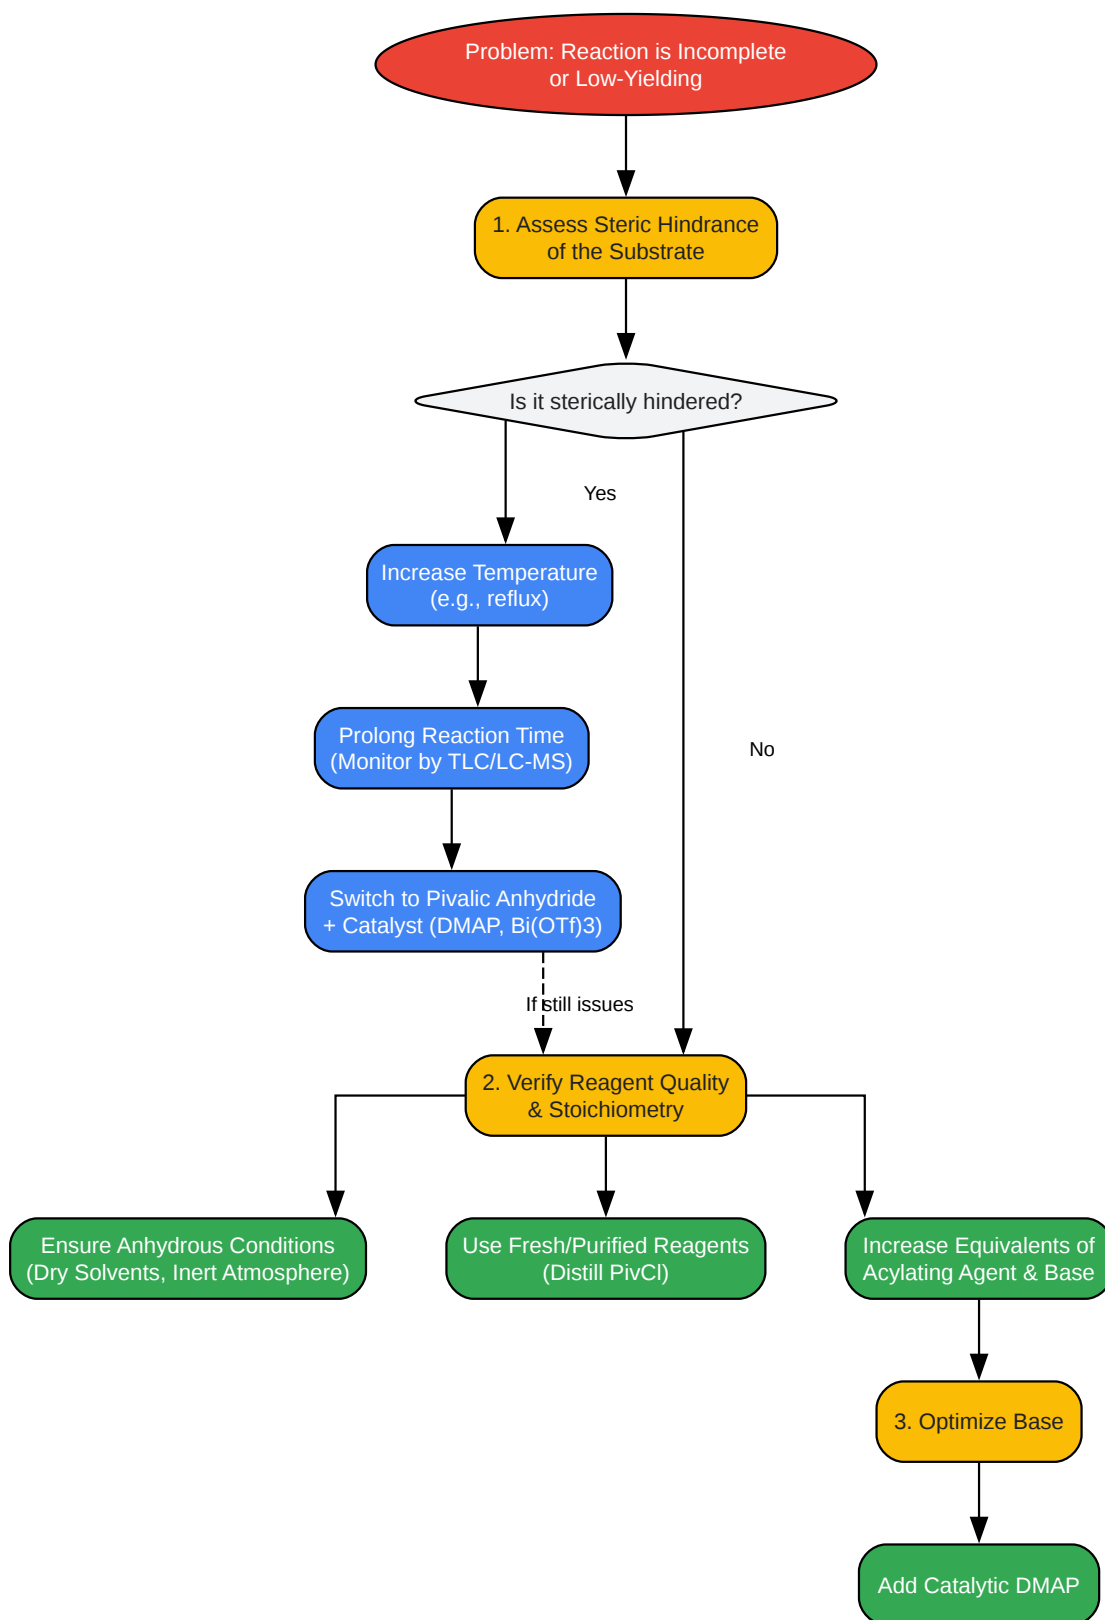 Problem: Reaction is Incomplete
or Low-Yielding
1. Assess Steric Hindrance
of the Substrate
Is it sterically hindered?
Yes
Increase Temperature
(e.g., reflux)
Prolong Reaction Time
(Monitor by TLC/LC-MS)
No
Switch to Pivalic Anhydride
+ Catalyst (DMAP, Bi(OTf)3)
If still issues
2. Verify Reagent Quality
& Stoichiometry
Ensure Anhydrous Conditions
(Dry Solvents, Inert Atmosphere)
Use Fresh/Purified Reagents
(Distill PivCl)
Increase Equivalents of
Acylating Agent & Base
3. Optimize Base
Add Catalytic DMAP